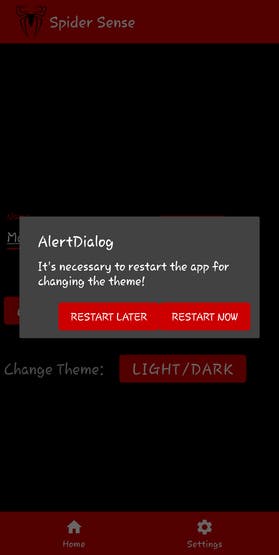 Spider Sense
AlertDialog
It's necessary to restart the app for
changing the theme!
RESTART LATER RESTART NOW
Change Theme: LIGHT/DARK
Home Settings